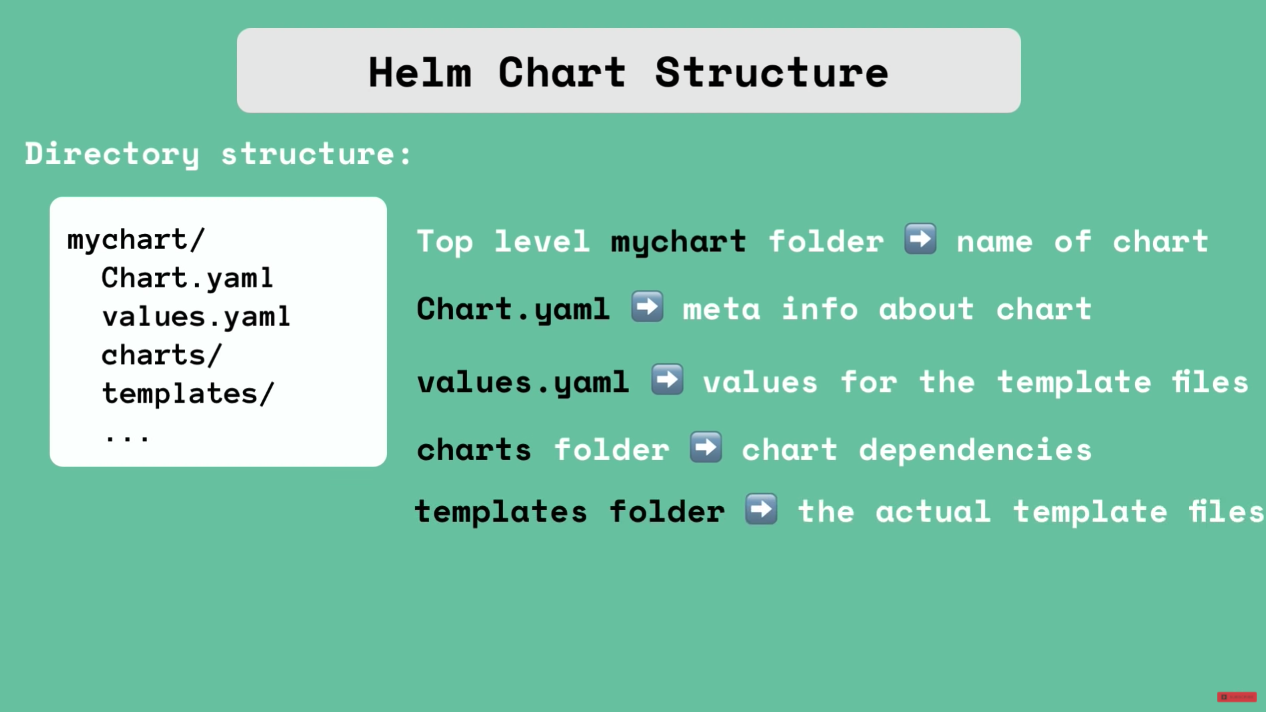 Helm Chart Structure
Directory structure:
mychart/
Chart.yaml
values.yaml
charts/
templates/
...
Top level mychart folder ➡️ name of chart
Chart.yaml ➡️ meta info about chart
values.yaml ➡️ values for the template files
charts folder ➡️ chart dependencies
templates folder ➡️ the actual template files